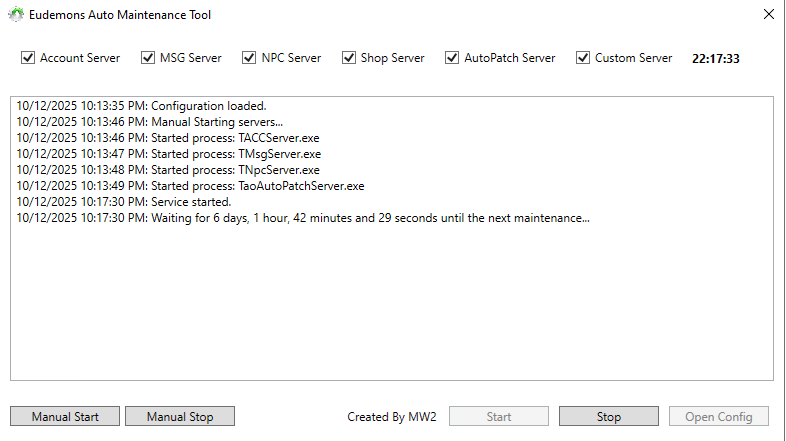 Eudemons Auto Maintenance Tool
Account Server MSG Server NPC Server Shop Server AutoPatch Server Custom Server 22:17:33
10/12/2025 10:13:35 PM: Configuration loaded.
10/12/2025 10:13:46 PM: Manual Starting servers...
10/12/2025 10:13:46 PM: Started process: TACCServer.exe
10/12/2025 10:13:47 PM: Started process: TMsgServer.exe
10/12/2025 10:13:48 PM: Started process: TNpcServer.exe
10/12/2025 10:13:49 PM: Started process: TaoAutoPatchServer.exe
10/12/2025 10:17:30 PM: Service started.
10/12/2025 10:17:30 PM: Waiting for 6 days, 1 hour, 42 minutes and 29 seconds until the next maintenance...
Manual Start Manual Stop Created By MW2 Start Stop Open Config